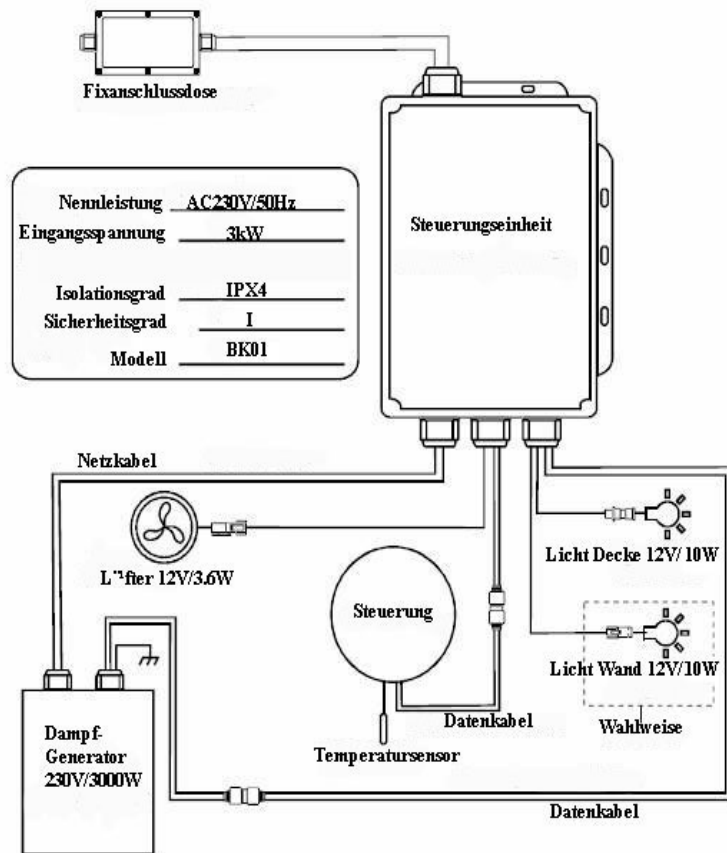 Fixanschlussdose
Nennleistung AC230V/50Hz
Eingangsspannung 3kW
Isolationsgrad IPX4
Sicherheitsgrad I
Modell BK01
Steuerungseinheit
Netzkabel
L¨¹fter 12V/3.6W
Licht Decke 12V/ 10W
Steuerung
Licht Wand 12V/10W
Wahlweise
Datenkabel
Temperatursensor
Dampf-
Generator
230V/3000W
Datenkabel